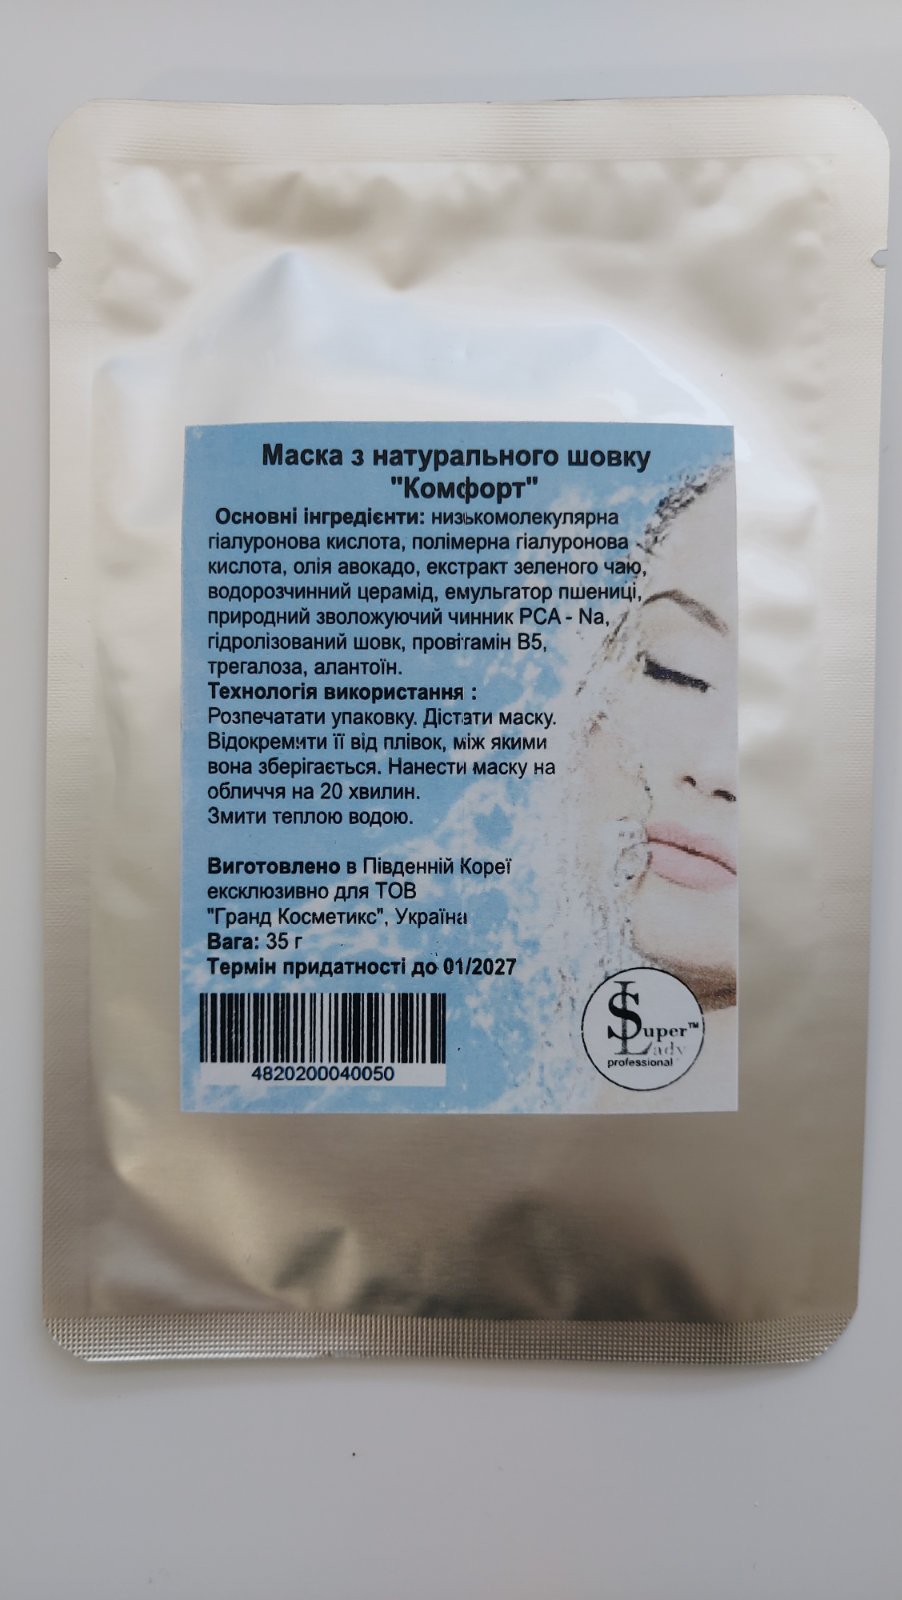 Маска з натурального шовку
"Комфорт"
Основні інгредієнти: низькомолекулярна
гіалуронова кислота, полімерна гіалуронова
кислота, олія авокадо, екстракт зеленого чаю,
водорозчинний церамід, емульгатор пшениці,
природний зволожуючий чинник PCA - Na,
гідролізований шовк, провітамін В5,
трегалоза, алантоїн.
Технологія використання :
Розпечатати упаковку. Дістати маску.
Відокремити її від плівок, між якими
вона зберігається. Нанести маску на
обличчя на 20 хвилин.
Змити теплою водою.
Виготовлено в Південній Кореї
ексклюзивно для ТОВ
"Гранд Косметикс", Україна
Вага: 35 г
Термін придатності до 01/2027
4820200040050
Super™
Lady
professional